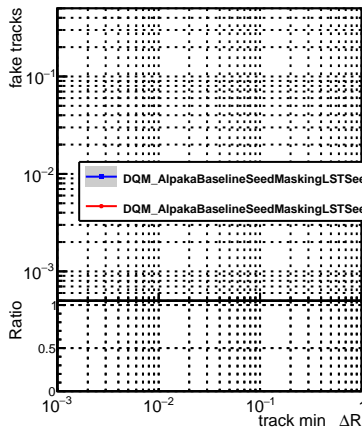 fake tracks
10⁻¹
10⁻²
DQM_AlpakaBaselineSeedMaskingLSTSee
DQM_AlpakaBaselineSeedMaskingLSTSee
10⁻³
Ratio
1
0.5
0
10⁻³ 10⁻² 10⁻¹ 1
track min ΔR